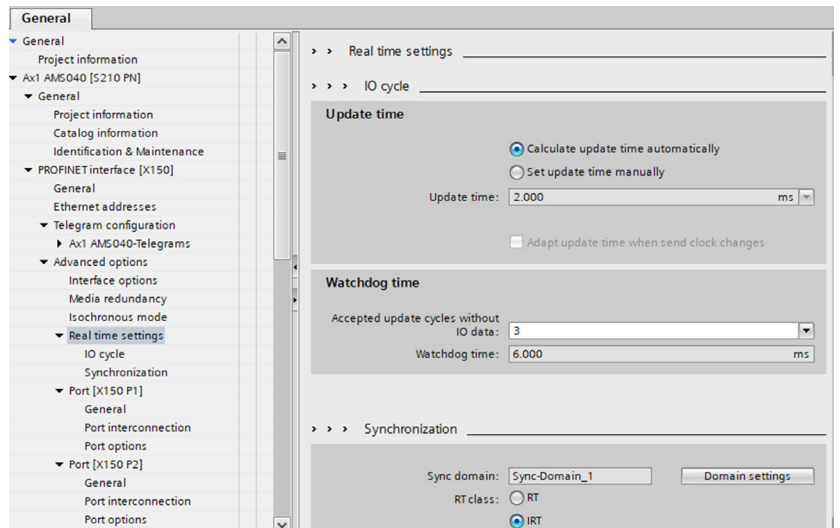 General
General
Project information
Ax1 AMS040 [S210 PN]
General
Project information
Catalog information
Identification & Maintenance
PROFINET interface [X150]
General
Ethernet addresses
Telegram configuration
Ax1 AMS040-Telegrams
Advanced options
Interface options
Media redundancy
Isochronous mode
Real time settings
IO cycle
Synchronization
Port [X150 P1]
General
Port interconnection
Port options
Port [X150 P2]
General
Port interconnection
Port options
> > Real time settings
> > > IO cycle
Update time
Calculate update time automatically
Set update time manually
Update time: 2.000 ms
Adapt update time when send clock changes
Watchdog time
Accepted update cycles without
IO data: 3
Watchdog time: 6.000 ms
> > > Synchronization
Sync domain: Sync-Domain_1 Domain settings
RT class: RT
IRT